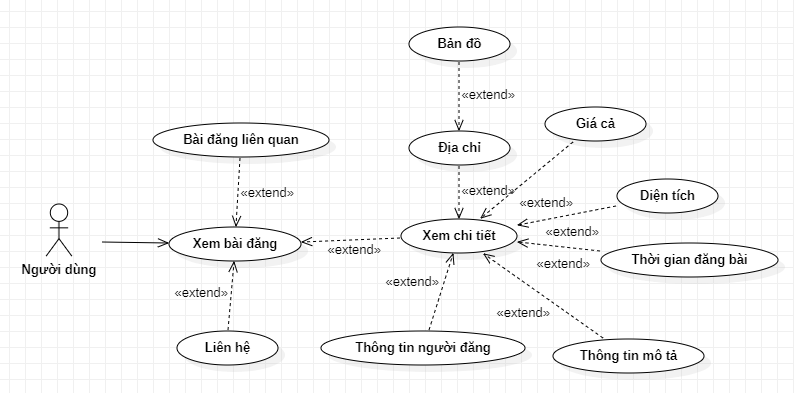 Bản đồ
«extend»
Giá cả
Bài đăng liên quan
Địa chỉ
«extend»
«extend»
«extend»
Diện tích
Người dùng
Xem bài đăng
«extend»
Xem chi tiết
«extend»
Thời gian đăng bài
«extend»
«extend»
«extend»
«extend»
Liên hệ
Thông tin người đăng
Thông tin mô tả